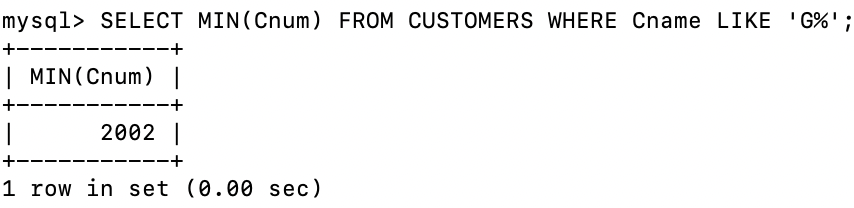 mysql> SELECT MIN(Cnum) FROM CUSTOMERS WHERE Cname LIKE 'G%';
+-----------+
| MIN(Cnum) |
+-----------+
|      2002 |
+-----------+
1 row in set (0.00 sec)